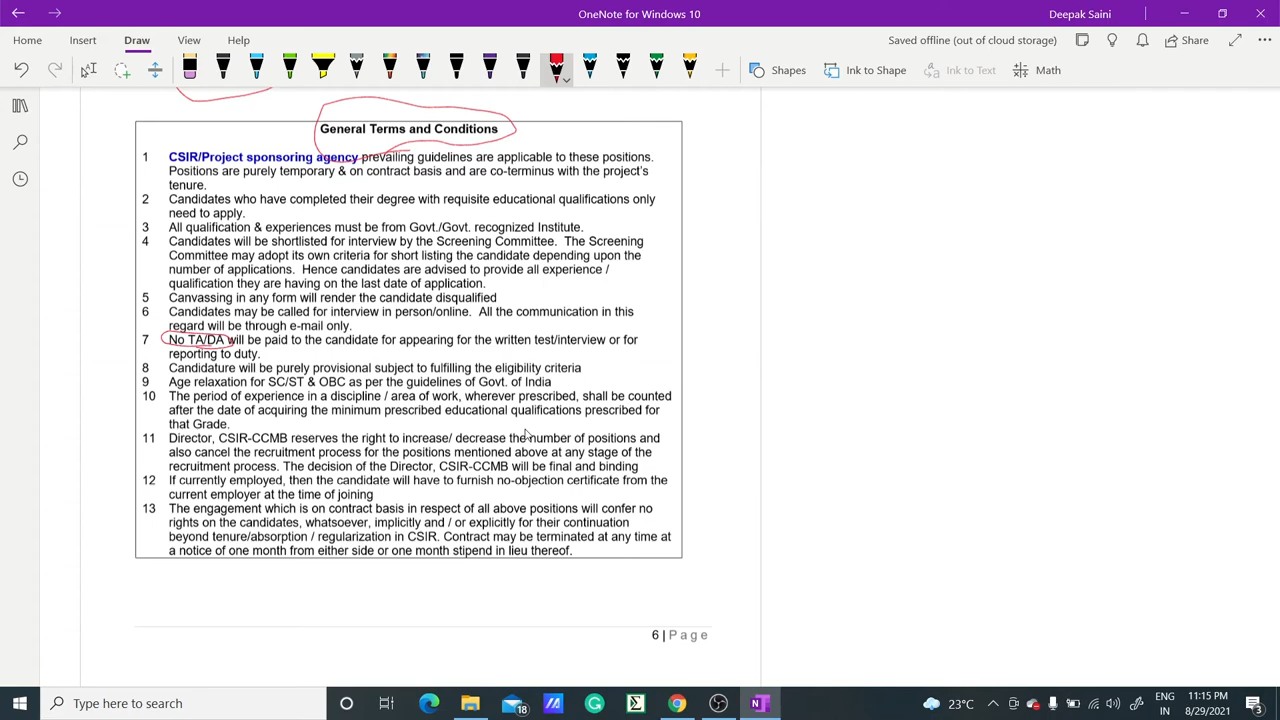 OneNote for Windows 10
Deepak Saini
Home
Insert
Draw
View
Help
Saved offline (out of cloud storage)
Share
Shapes
Ink to Shape
Ink to Text
Math
General Terms and Conditions
1 CSIR/Project sponsoring agency prevailing guidelines are applicable to these positions.
Positions are purely temporary & on contract basis and are co-terminus with the project's
tenure.
2 Candidates who have completed their degree with requisite educational qualifications only
need to apply.
3 All qualification & experiences must be from Govt./Govt. recognized Institute.
4 Candidates will be shortlisted for interview by the Screening Committee. The Screening
Committee may adopt its own criteria for short listing the candidate depending upon the
number of applications. Hence candidates are advised to provide all experience /
qualification they are having on the last date of application.
5 Canvassing in any form will render the candidate disqualified
6 Candidates may be called for interview in person/online. All the communication in this
regard will be through e-mail only.
7 No TA/DA will be paid to the candidate for appearing for the written test/interview or for
reporting to duty.
8 Candidature will be purely provisional subject to fulfilling the eligibility criteria
9 Age relaxation for SC/ST & OBC as per the guidelines of Govt. of India
10 The period of experience in a discipline / area of work, wherever prescribed, shall be counted
after the date of acquiring the minimum prescribed educational qualifications prescribed for
that Grade.
11 Director, CSIR-CCMB reserves the right to increase/ decrease the number of positions and
also cancel the recruitment process for the positions mentioned above at any stage of the
recruitment process. The decision of the Director, CSIR-CCMB will be final and binding
12 If currently employed, then the candidate will have to furnish no-objection certificate from the
current employer at the time of joining
13 The engagement which is on contract basis in respect of all above positions will confer no
rights on the candidates, whatsoever, implicitly and / or explicitly for their continuation
beyond tenure/absorption / regularization in CSIR. Contract may be terminated at any time at
a notice of one month from either side or one month stipend in lieu thereof.
6 | Page
Type here to search
18
23°C
ENG
IN
11:15 PM
8/29/2021
3